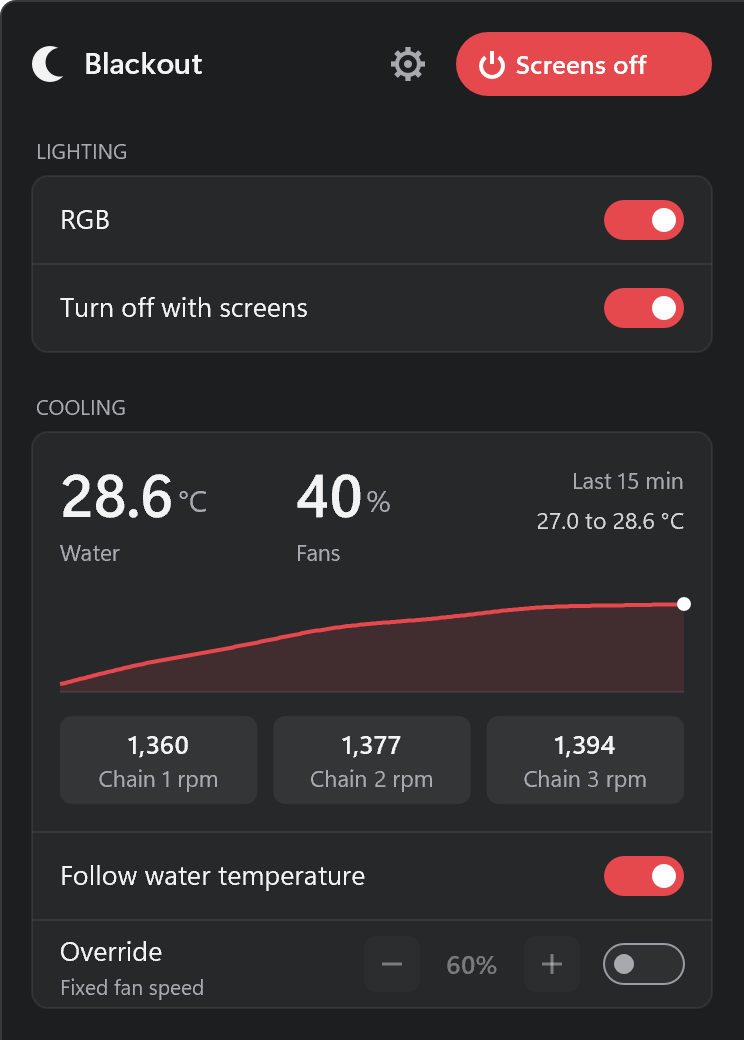 Blackout
Screens off
LIGHTING
RGB
Turn off with screens
COOLING
28.6 °C
40 %
Last 15 min
27.0 to 28.6 °C
Water
Fans
1,360
Chain 1 rpm
1,377
Chain 2 rpm
1,394
Chain 3 rpm
Follow water temperature
Override
Fixed fan speed
60%